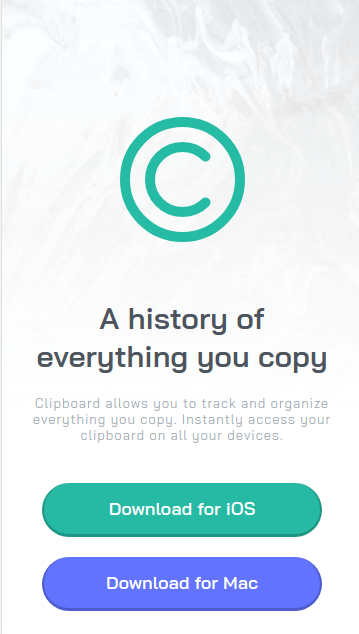 A history of
everything you copy
Clipboard allows you to track and organize
everything you copy. Instantly access your
clipboard on all your devices.
Download for iOS
Download for Mac